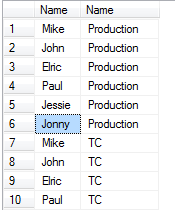 Name Name
1 Mike Production
2 John Production
3 Elric Production
4 Paul Production
5 Jessie Production
6 Jonny Production
7 Mike TC
8 John TC
9 Elric TC
10 Paul TC